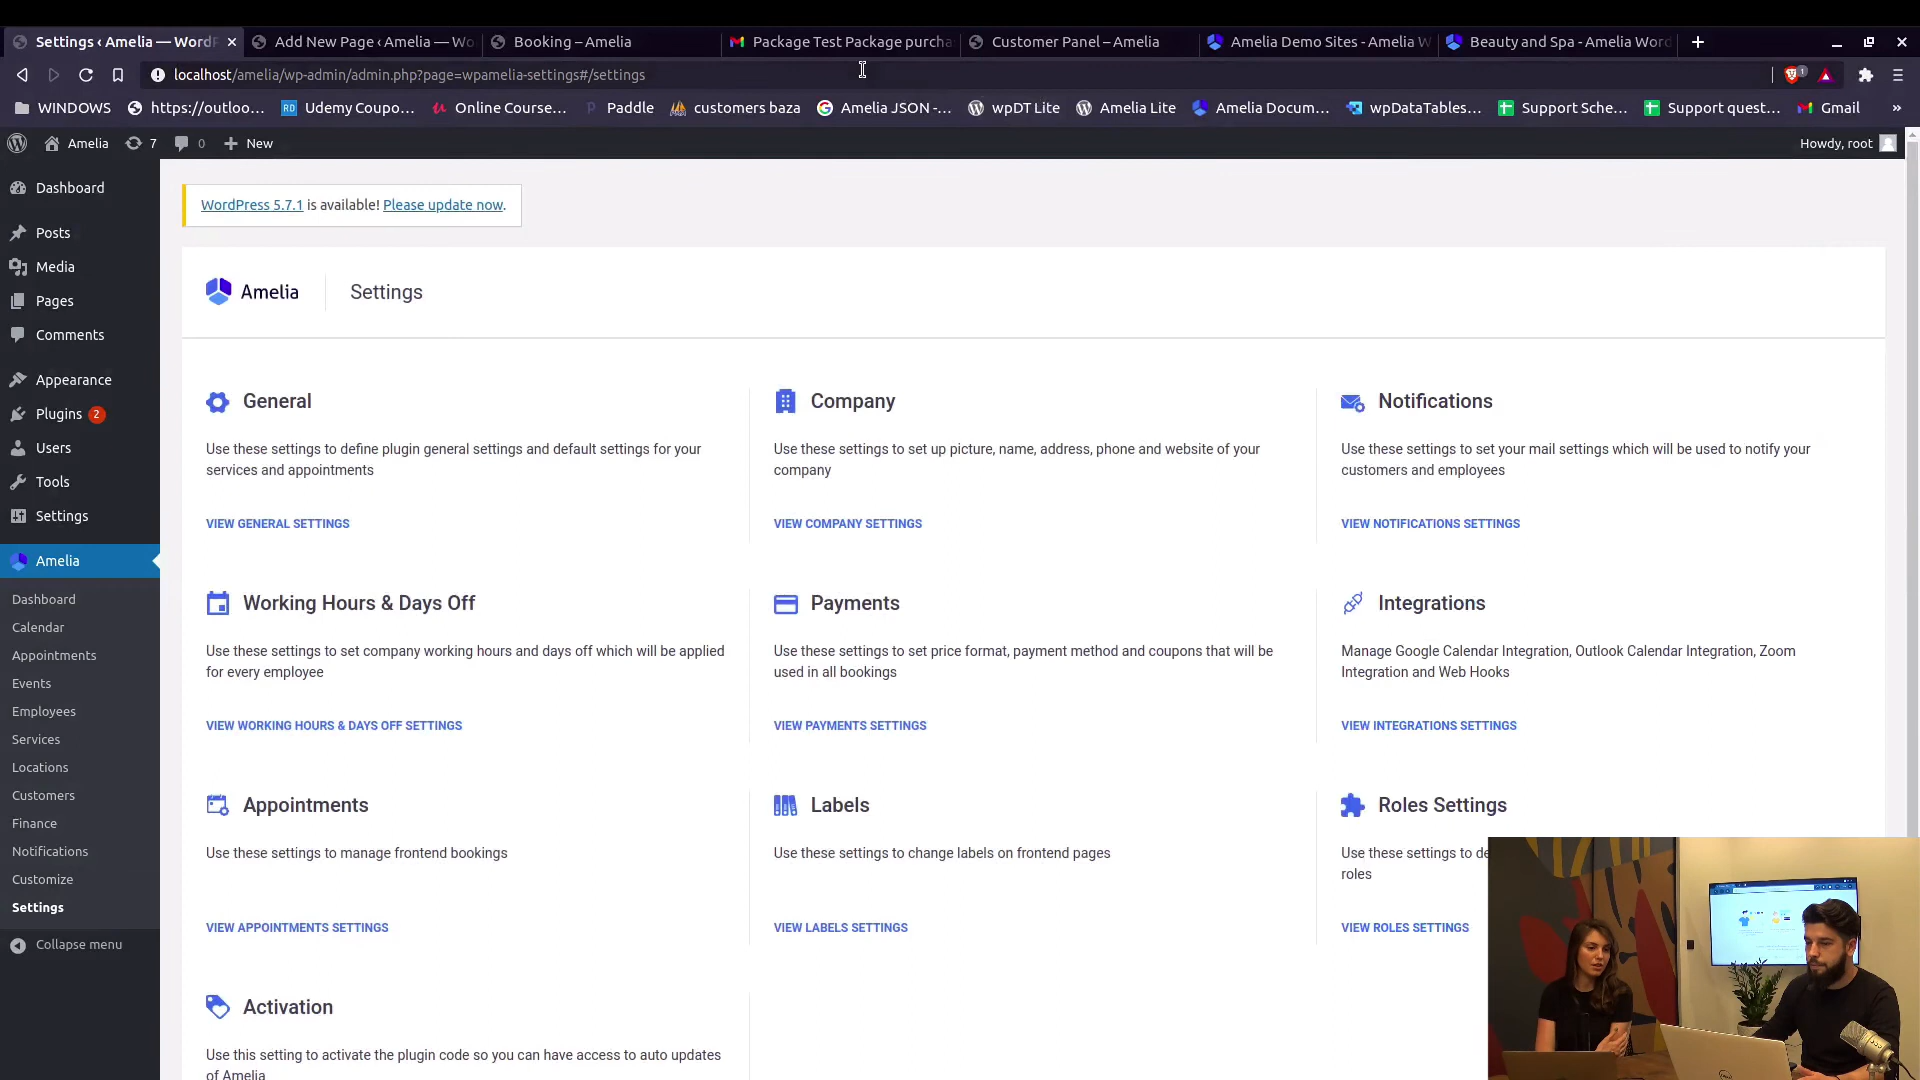 Settings ‹ Amelia — WordP
Add New Page ‹ Amelia — Wo
Booking – Amelia
Package Test Package purcha
Customer Panel – Amelia
Amelia Demo Sites - Amelia W
Beauty and Spa - Amelia Word
localhost/amelia/wp-admin/admin.php?page=wpamelia-settings#/settings
1
WINDOWS
https://outloo...
RD
Udemy Coupo...
Online Course...
Paddle
customers baza
Amelia JSON -...
wpDT Lite
Amelia Lite
Amelia Docum...
wpDataTables...
Support Sche...
Support quest...
Gmail
»
Amelia
7
0
New
Howdy, root
Dashboard
Posts
Media
Pages
Comments
Appearance
Plugins 2
Users
Tools
Settings
Amelia
Dashboard
Calendar
Appointments
Events
Employees
Services
Locations
Customers
Finance
Notifications
Customize
Settings
Collapse menu
WordPress 5.7.1 is available! Please update now.
Amelia
Settings
General
Use these settings to define plugin general settings and default settings for your
services and appointments
VIEW GENERAL SETTINGS
Company
Use these settings to set up picture, name, address, phone and website of your
company
VIEW COMPANY SETTINGS
Notifications
Use these settings to set your mail settings which will be used to notify your
customers and employees
VIEW NOTIFICATIONS SETTINGS
Working Hours & Days Off
Use these settings to set company working hours and days off which will be applied
for every employee
VIEW WORKING HOURS & DAYS OFF SETTINGS
Payments
Use these settings to set price format, payment method and coupons that will be
used in all bookings
VIEW PAYMENTS SETTINGS
Integrations
Manage Google Calendar Integration, Outlook Calendar Integration, Zoom
Integration and Web Hooks
VIEW INTEGRATIONS SETTINGS
Appointments
Use these settings to manage frontend bookings
VIEW APPOINTMENTS SETTINGS
Labels
Use these settings to change labels on frontend pages
VIEW LABELS SETTINGS
Roles Settings
Use these settings to de
roles
VIEW ROLES SETTINGS
Activation
Use this setting to activate the plugin code so you can have access to auto updates
of Amelia